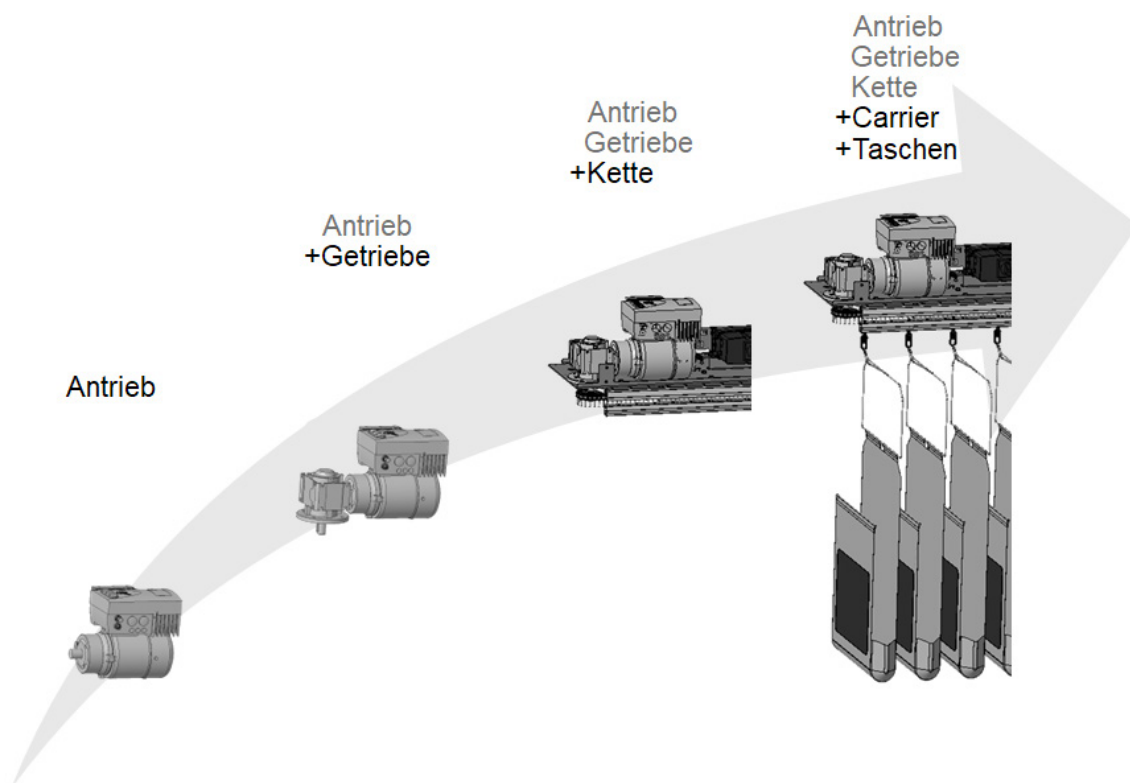 Antrieb
Antrieb
+Getriebe
Antrieb
Getriebe
+Kette
Antrieb
Getriebe
Kette
+Carrier
+Taschen